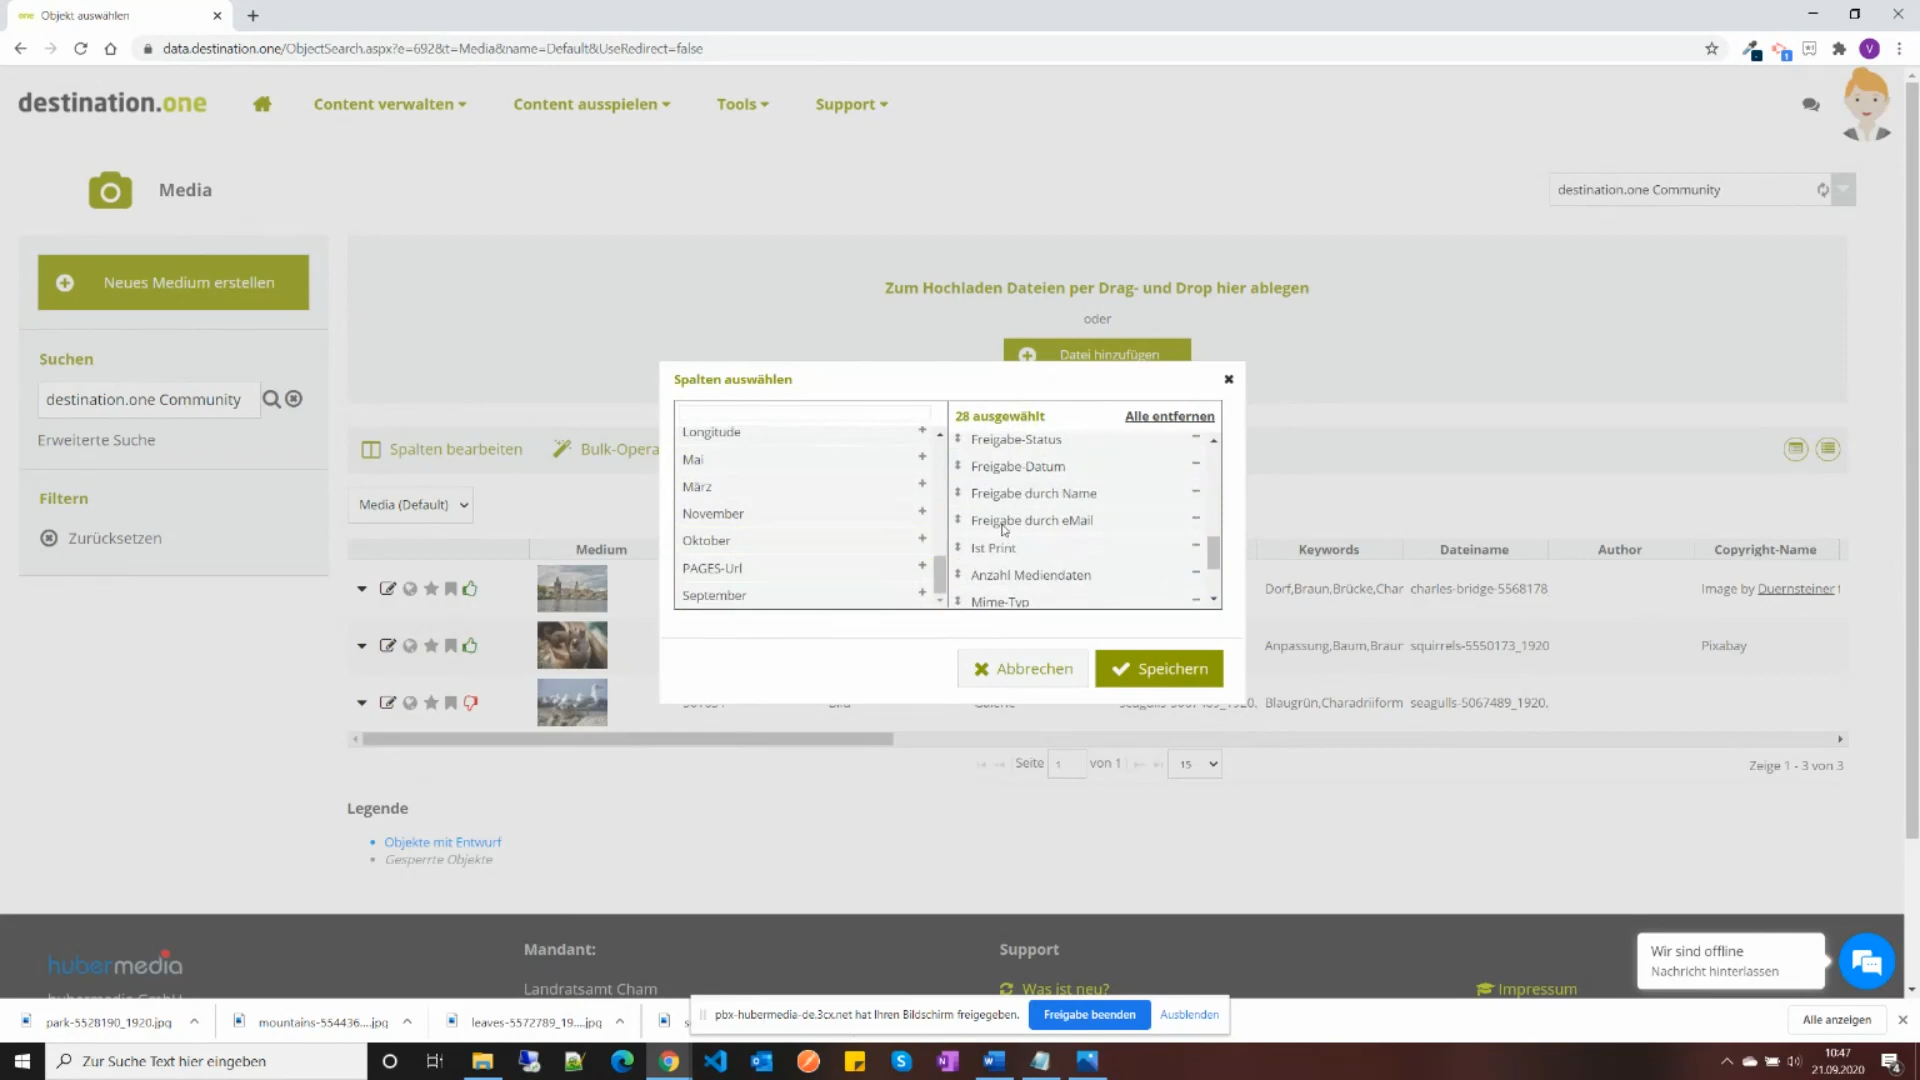 one Objekt auswählen
data.destination.one/ObjectSearch.aspx?e=692&t=Media&name=Default&UseRedirect=false
V
destination.one
Content verwalten
Content ausspielen
Tools
Support
Media
destination.one Community
Neues Medium erstellen
Zum Hochladen Dateien per Drag- und Drop hier ablegen
oder
Datei hinzufügen
Suchen
destination.one Community
Erweiterte Suche
Filtern
Zurücksetzen
Spalten bearbeiten
Bulk-Opera
Media (Default)
Spalten auswählen
28 ausgewählt
Alle entfernen
Longitude
Mai
März
November
Oktober
PAGES-Url
September
Freigabe-Status
Freigabe-Datum
Freigabe durch Name
Freigabe durch eMail
Ist Print
Anzahl Mediendaten
Mime-Typ
Abbrechen
Speichern
Medium
Keywords
Dateiname
Author
Copyright-Name
Dorf,Braun,Brücke,Char
charles-bridge-5568178
Image by Duernsteiner
Anpassung,Baum,Braur
squirrels-5550173_1920
Pixabay
Blaugrün,Charadriiform
seagulls-5067489_1920.
Seite 1 von 1
15
Zeige 1 - 3 von 3
Legende
Objekte mit Entwurf
Gesperrte Objekte
hubermedia
Mandant:
Landratsamt Cham
Support
Was ist neu?
Impressum
Wir sind offline
Nachricht hinterlassen
park-5528190_1920.jpg
mountains-554436....jpg
leaves-5572789_19....jpg
pbx-hubermedia-de.3cx.net hat Ihren Bildschirm freigegeben.
Freigabe beenden
Ausblenden
Alle anzeigen
Zur Suche Text hier eingeben
10:47
21.09.2020
4